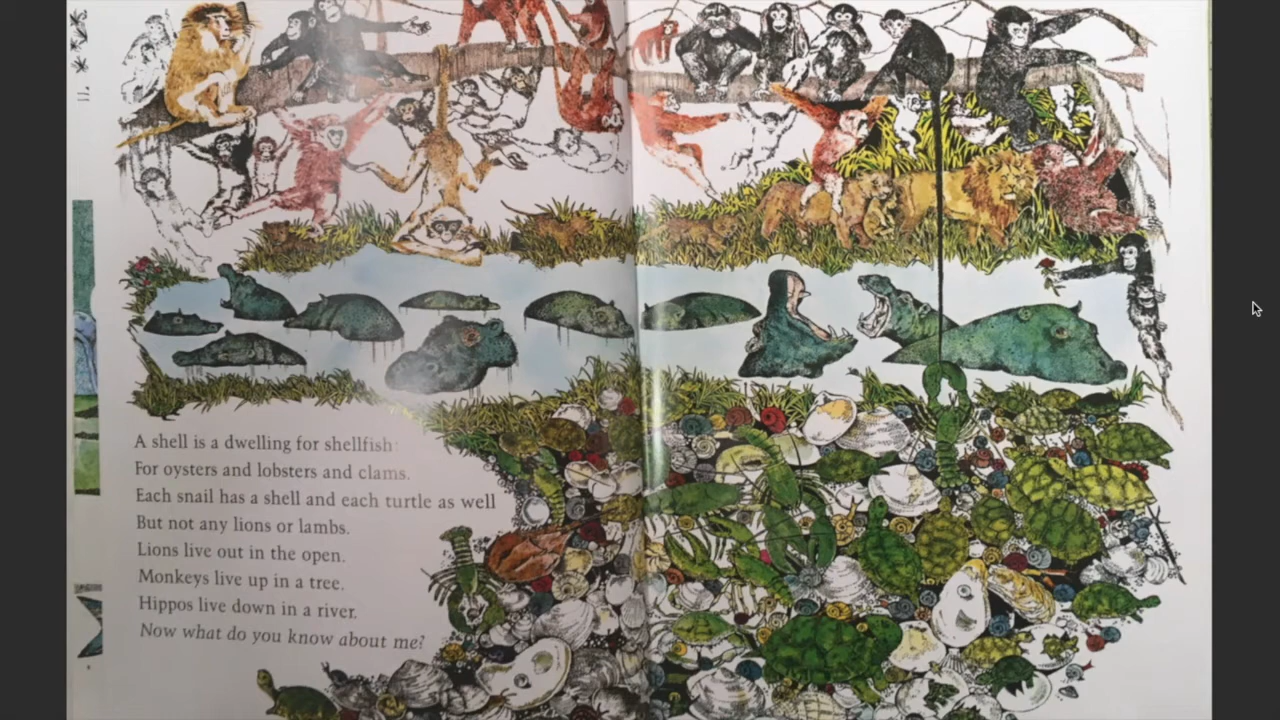 A shell is a dwelling for shellfish:
For oysters and lobsters and clams.
Each snail has a shell and each turtle as well
But not any lions or lambs.
Lions live out in the open.
Monkeys live up in a tree.
Hippos live down in a river.
Now what do you know about me?